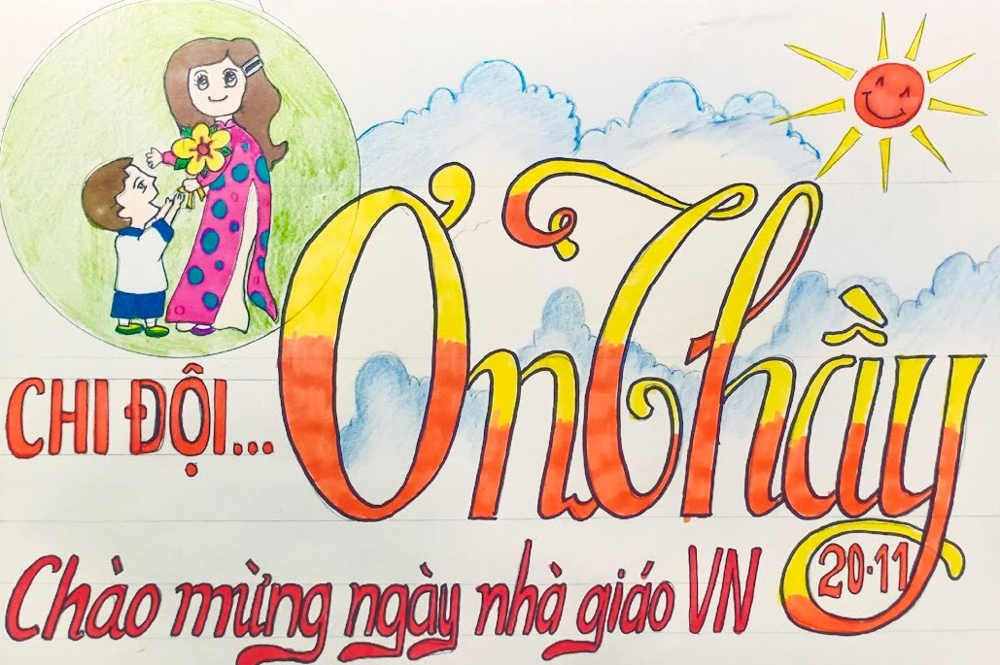 Ơn Thầy
CHI ĐỘI...
20·11
Chào mừng ngày nhà giáo VN